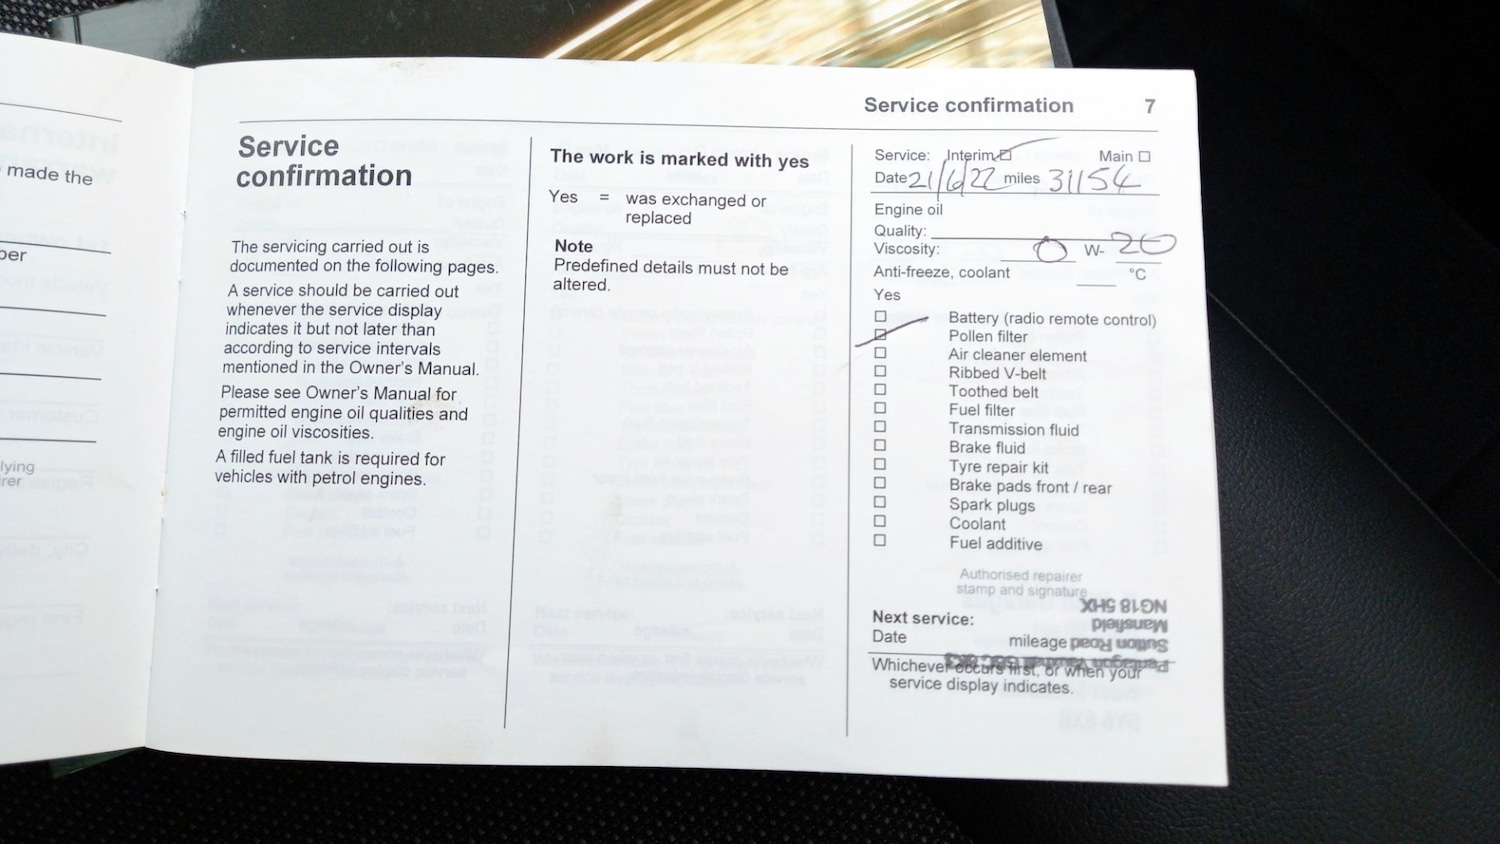 made the
ber
lying
rer
Service confirmation 7
Service
confirmation
The servicing carried out is
documented on the following pages.
A service should be carried out
whenever the service display
indicates it but not later than
according to service intervals
mentioned in the Owner's Manual.
Please see Owner's Manual for
permitted engine oil qualities and
engine oil viscosities.
A filled fuel tank is required for
vehicles with petrol engines.
The work is marked with yes
Yes = was exchanged or
replaced
Note
Predefined details must not be
altered.
Service: Interim ☐ Main ☐
Date 21/6/22 miles 31154
Engine oil
Quality:
Viscosity: 0 W- 20
Anti-freeze, coolant °C
Yes
☐ Battery (radio remote control)
☐ Pollen filter
☐ Air cleaner element
☐ Ribbed V-belt
☐ Toothed belt
☐ Fuel filter
☐ Transmission fluid
☐ Brake fluid
☐ Tyre repair kit
☐ Brake pads front / rear
☐ Spark plugs
☐ Coolant
☐ Fuel additive
Authorised repairer
stamp and signature
Next service:
Date mileage
Whichever occurs first, or when your
service display indicates.
Pentagon Vauxhall
Sutton Road
Mansfield
NG18 5HX